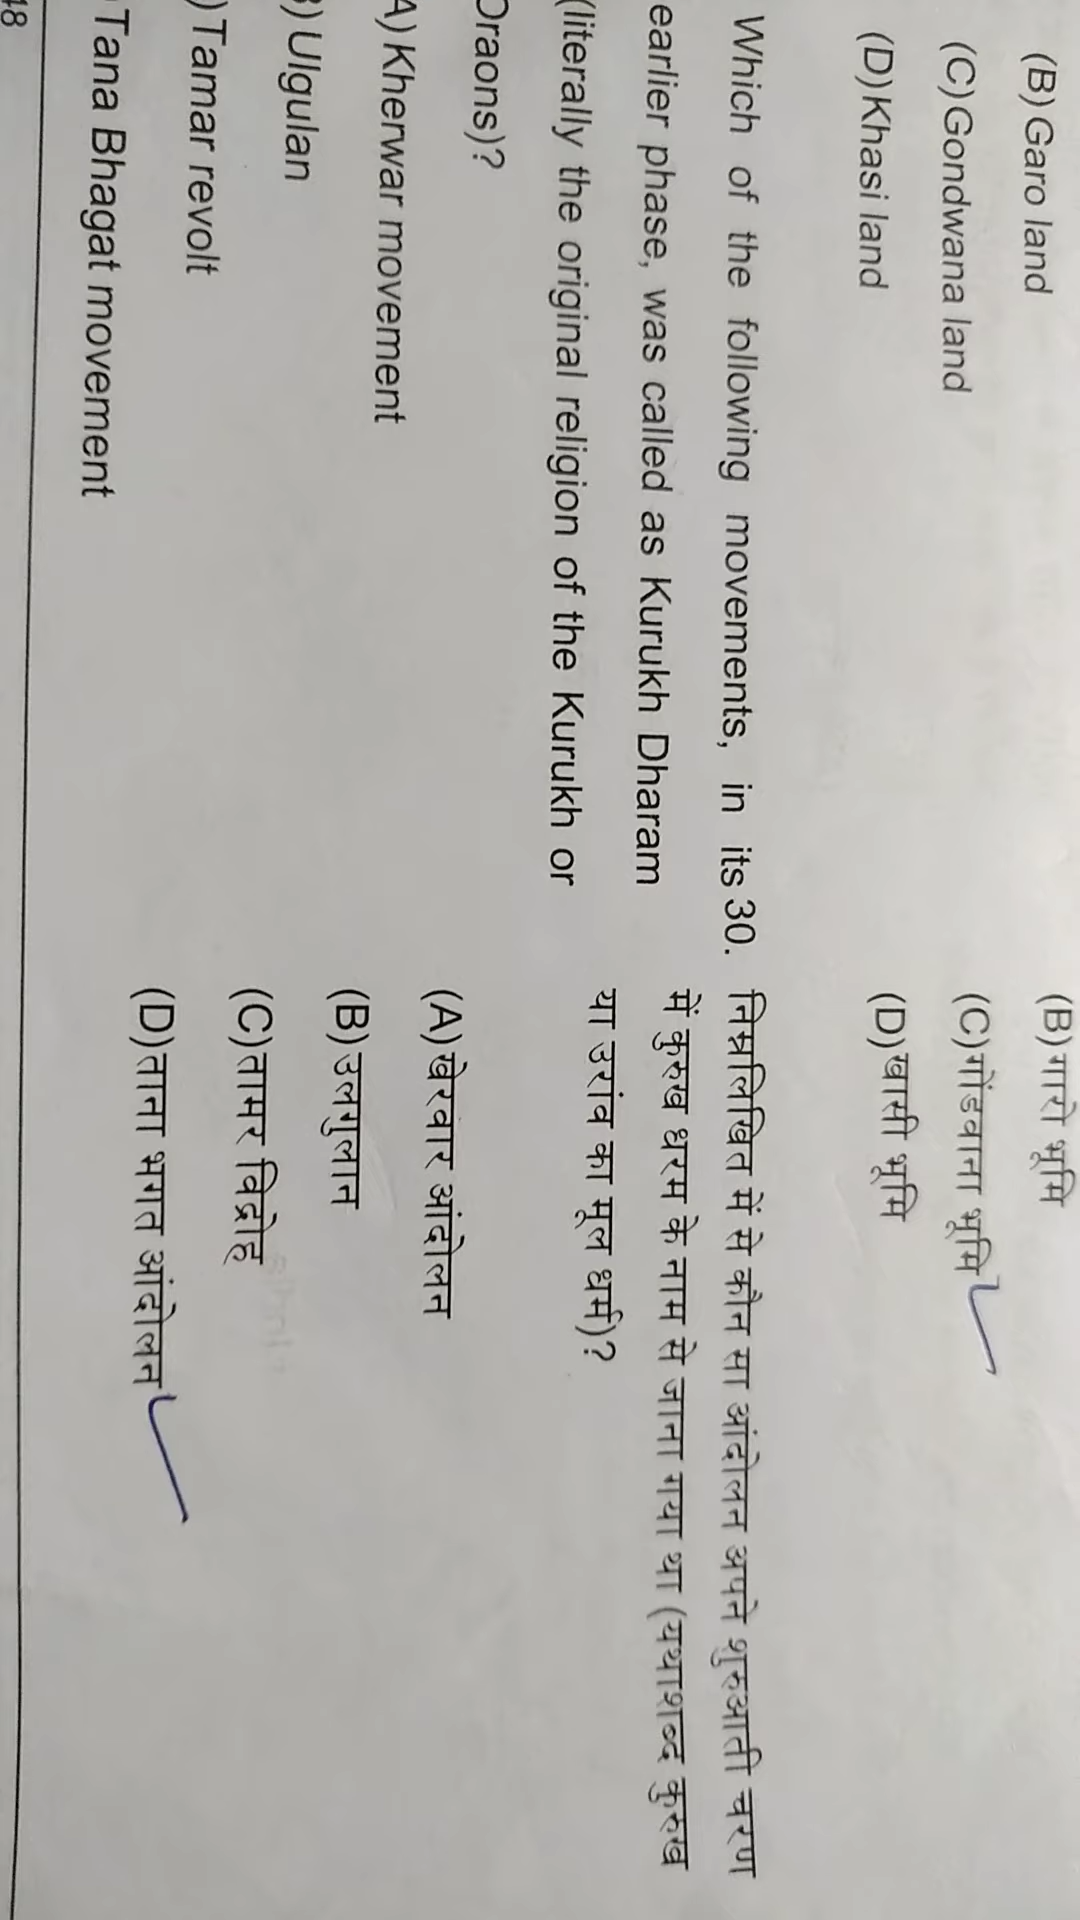 (B) Garo land
(C) Gondwana land
(D) Khasi land
Which of the following movements, in its
earlier phase, was called as Kurukh Dharam
(literally the original religion of the Kurukh or
Oraons)?
A) Kherwar movement
B) Ulgulan
) Tamar revolt
Tana Bhagat movement
48
(B) गारो भूमि
(C) गोंडवाना भूमि
(D) खासी भूमि
30. निम्नलिखित में से कौन सा आंदोलन अपने शुरुआती चरण
में कुरुख धरम के नाम से जाना गया था (यथाशब्द कुरुख
या उरांव का मूल धर्म)?
(A) खेरवार आंदोलन
(B) उलगुलान
(C) तामर विद्रोह
(D) ताना भगत आंदोलन